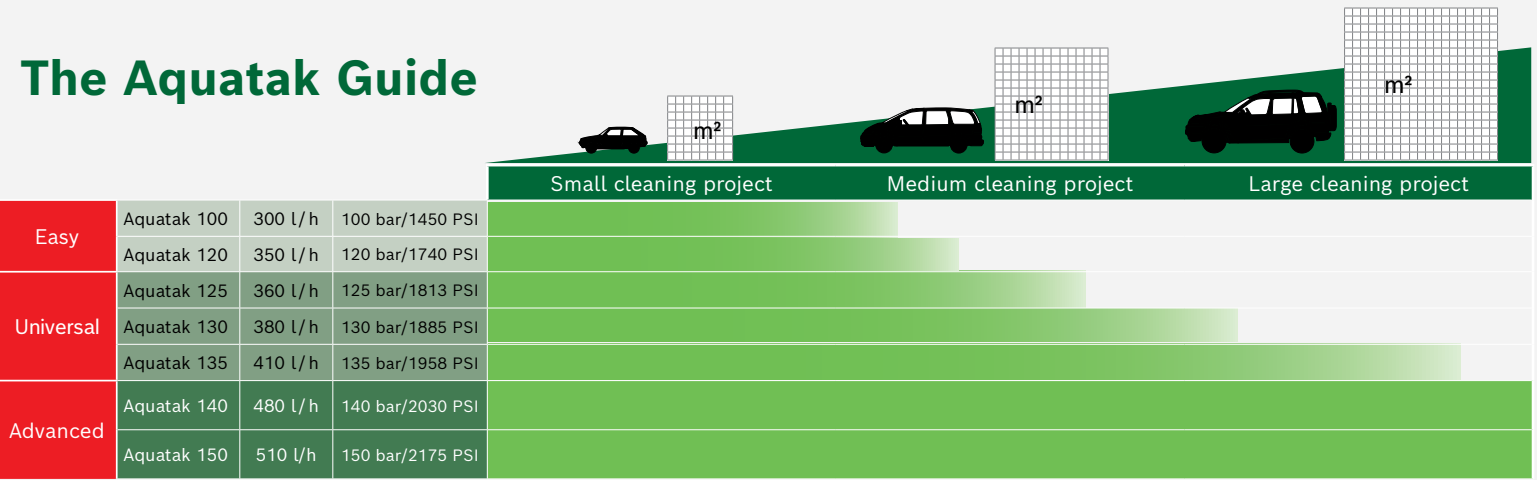 The Aquatak Guide
m²
m²
m²
Small cleaning project
Medium cleaning project
Large cleaning project
Easy
Aquatak 100 300 l/h 100 bar/1450 PSI
Aquatak 120 350 l/h 120 bar/1740 PSI
Universal
Aquatak 125 360 l/h 125 bar/1813 PSI
Aquatak 130 380 l/h 130 bar/1885 PSI
Aquatak 135 410 l/h 135 bar/1958 PSI
Advanced
Aquatak 140 480 l/h 140 bar/2030 PSI
Aquatak 150 510 l/h 150 bar/2175 PSI